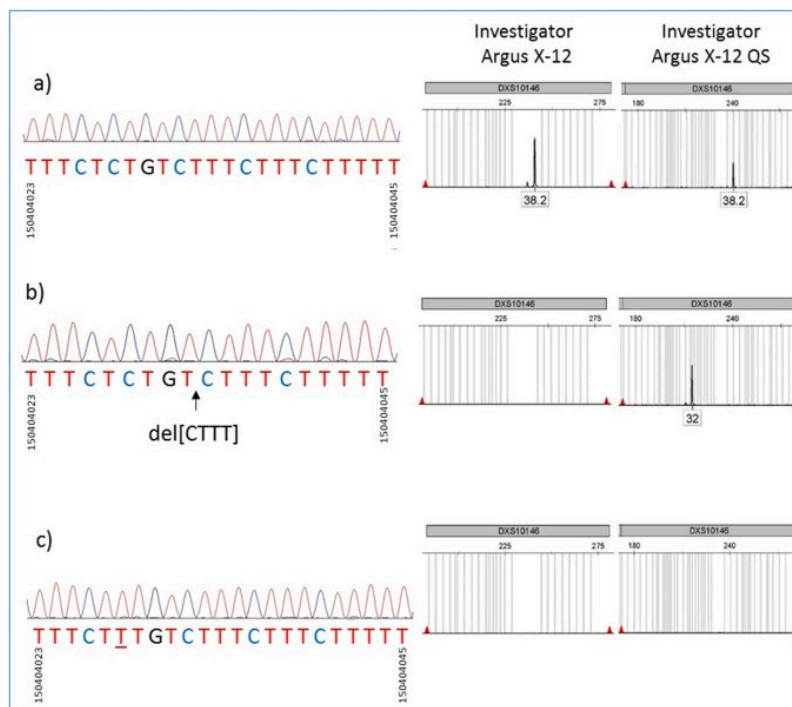 Investigator
Argus X-12
Investigator
Argus X-12 QS
a)
TTTCTCTGTCTTTCTTTCTTTTT
150404023
150404045
DXS10146
225 275
38.2
DXS10146
180 240
38.2
b)
TTTCTCTGTCTTTCTTTTT
150404023
150404045
del[CTTT]
DXS10146
225 275
DXS10146
180 240
32
c)
TTTCTTTGTCTTTCTTTCTTTTT
150404023
150404045
DXS10146
225 275
DXS10146
180 240